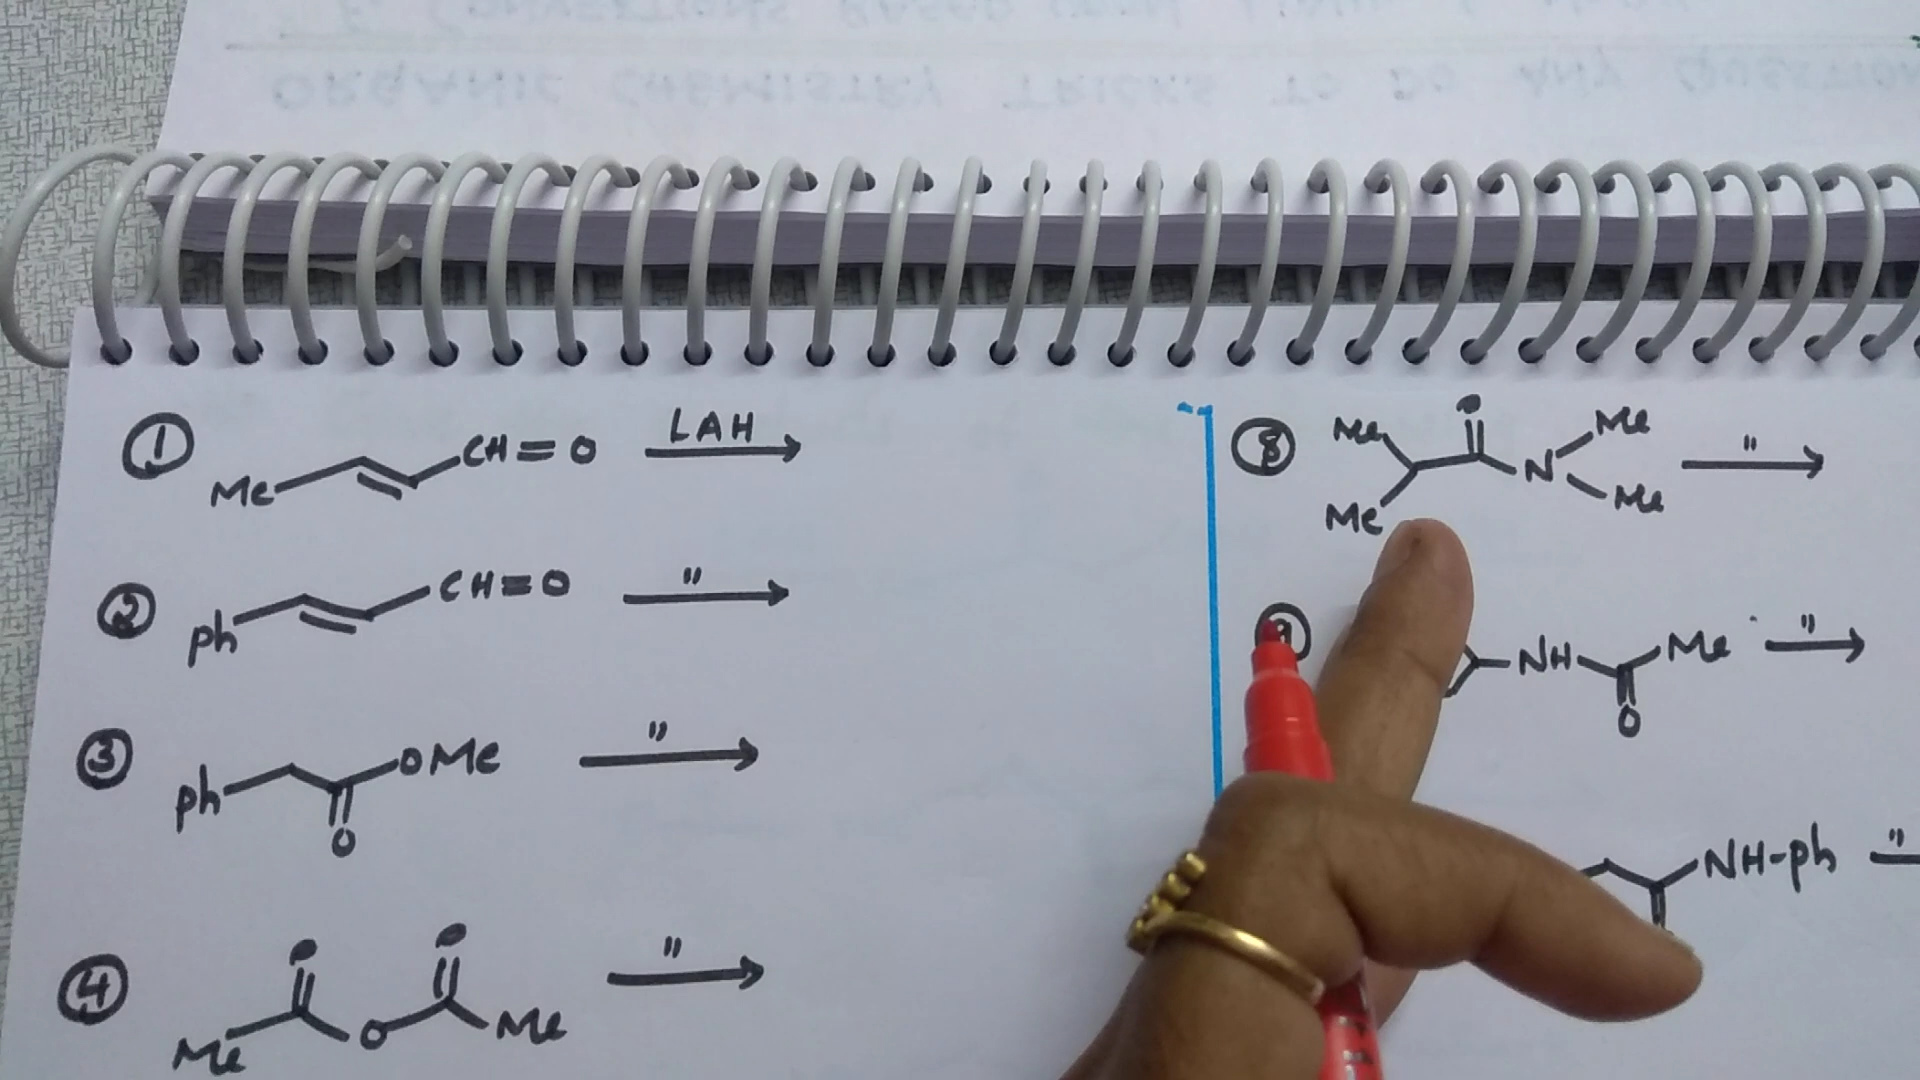 ① Me CH=O LAH
② ph CH=O "
③ ph OMe O "
④ Me O O O Me "
⑧ Me Me O N Me Me "
⑨ NH O Me "
NH-ph "